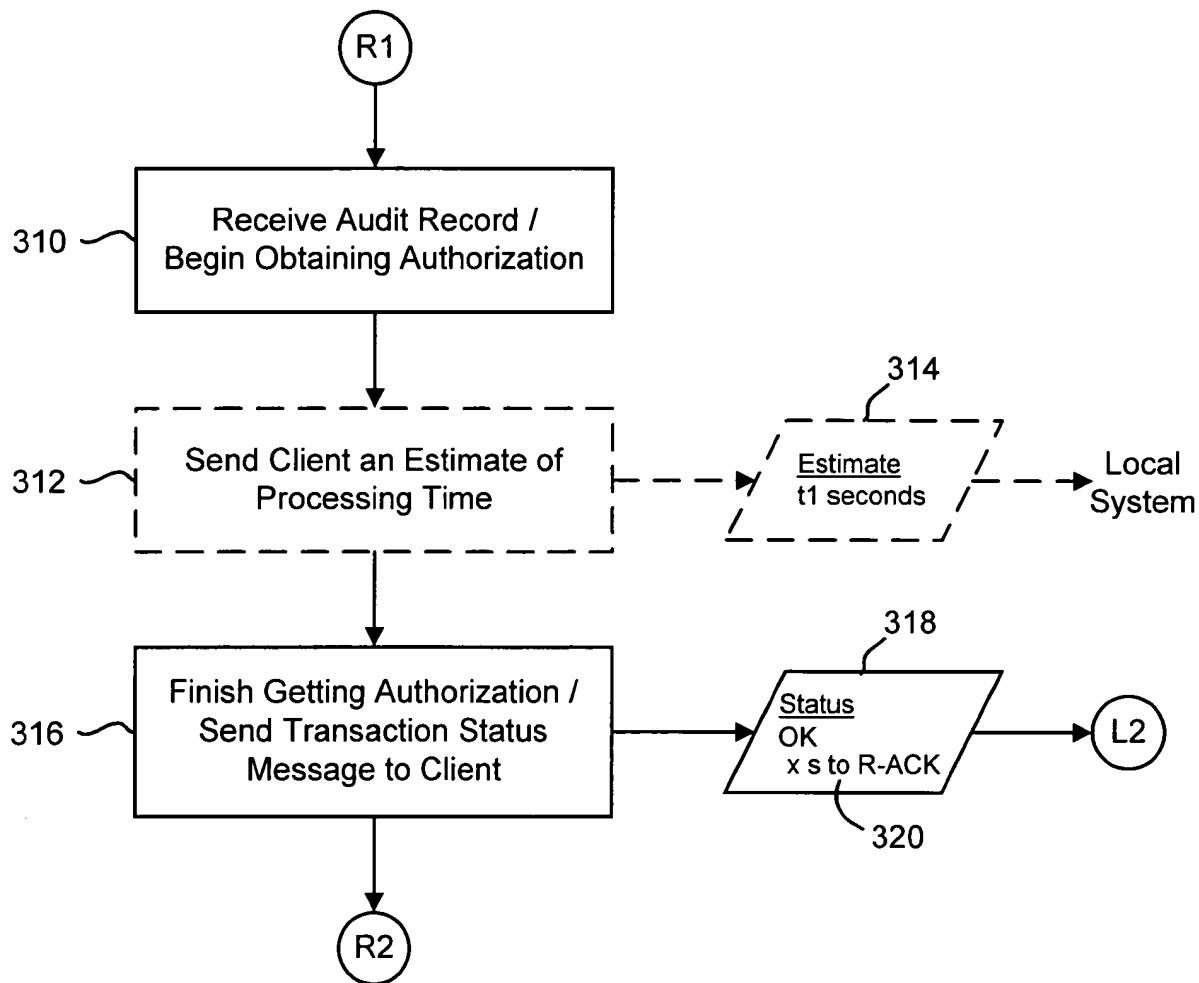 R1
310
Receive Audit Record /
Begin Obtaining Authorization
314
312
Send Client an Estimate of
Processing Time
Estimate
t1 seconds
Local
System
318
316
Finish Getting Authorization /
Send Transaction Status
Message to Client
Status
OK
x s to R-ACK
L2
320
R2